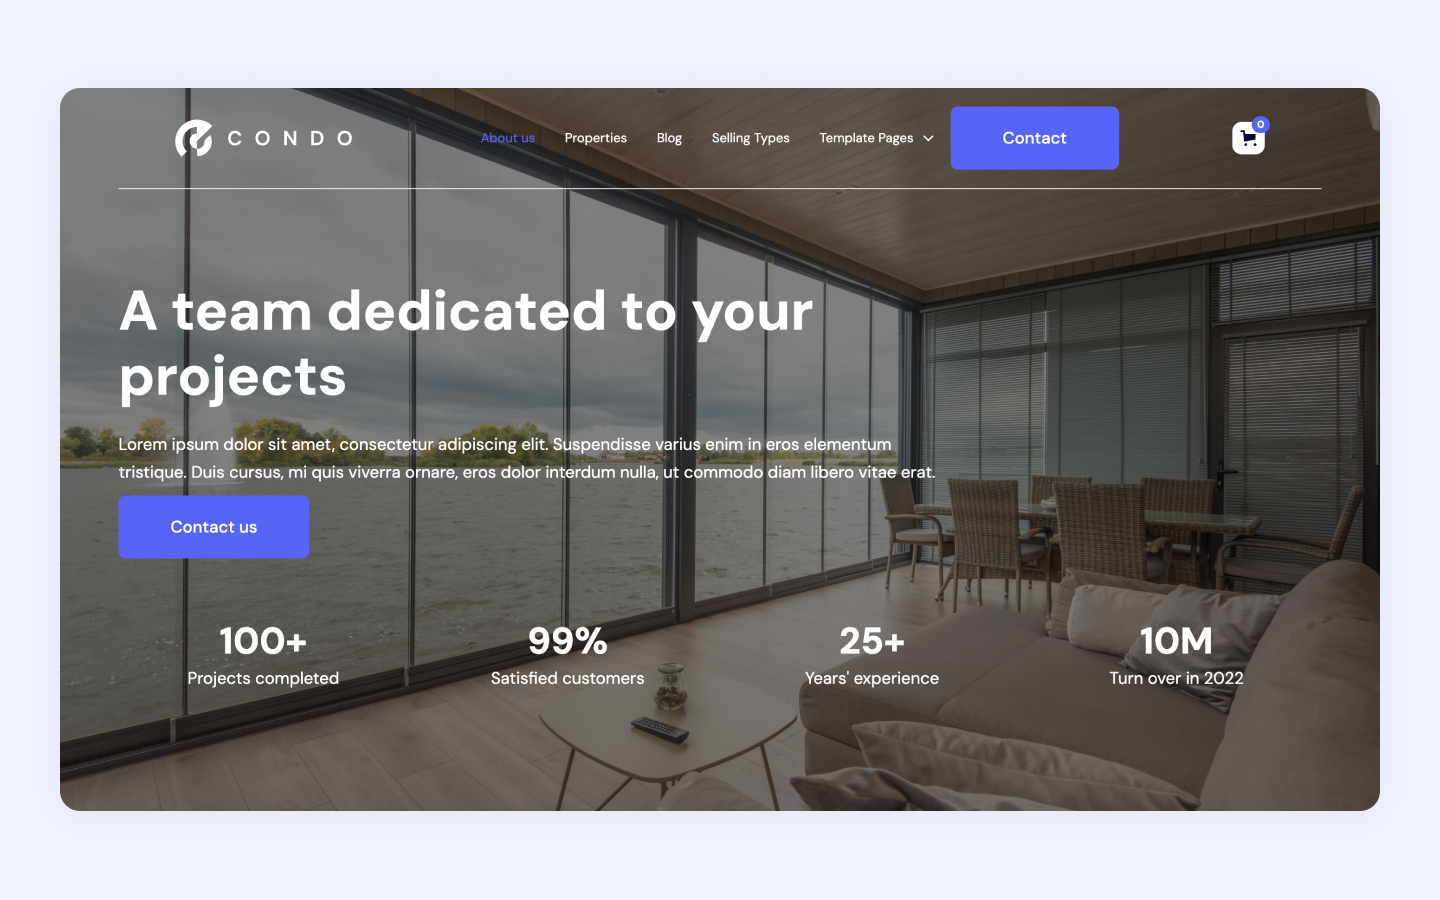 CONDO
About us
Properties
Blog
Selling Types
Template Pages
Contact
0
A team dedicated to your
projects
Lorem ipsum dolor sit amet, consectetur adipiscing elit. Suspendisse varius enim in eros elementum
tristique. Duis cursus, mi quis viverra ornare, eros dolor interdum nulla, ut commodo diam libero vitae erat.
Contact us
100+
Projects completed
99%
Satisfied customers
25+
Years' experience
10M
Turn over in 2022